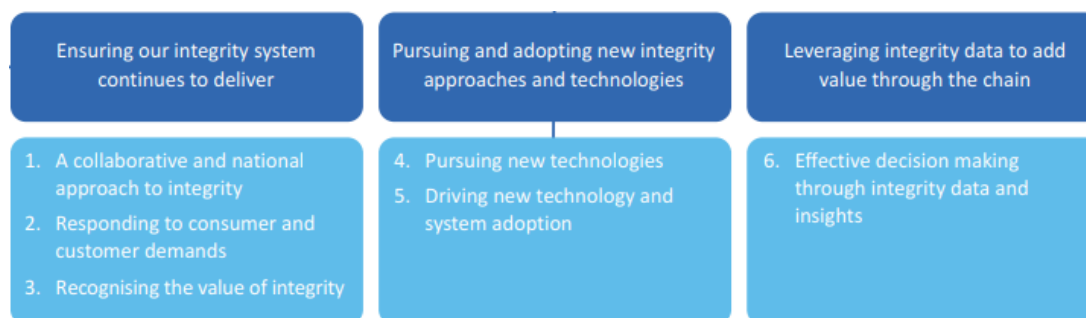 Ensuring our integrity system
continues to deliver
Pursuing and adopting new integrity
approaches and technologies
Leveraging integrity data to add
value through the chain
1. A collaborative and national
approach to integrity
2. Responding to consumer and
customer demands
3. Recognising the value of integrity
4. Pursuing new technologies
5. Driving new technology and
system adoption
6. Effective decision making
through integrity data and
insights